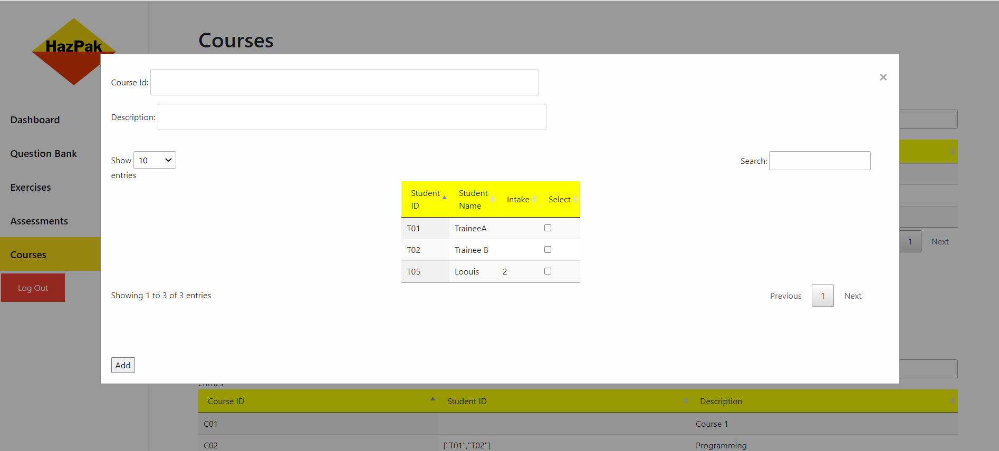 HazPak
Courses
Course Id:
×
Description:
Dashboard
Question Bank
Show 10
entries
Search:
Exercises
Student ID Student Name Intake Select
T01 TraineeA
Assessments
T02 Trainee B
1 Next
Courses
T05 Loouis 2
Log Out
Showing 1 to 3 of 3 entries
Previous 1 Next
Add
entries
Course ID Student ID Description
C01 Course 1
C02 ["T01","T02"] Programming